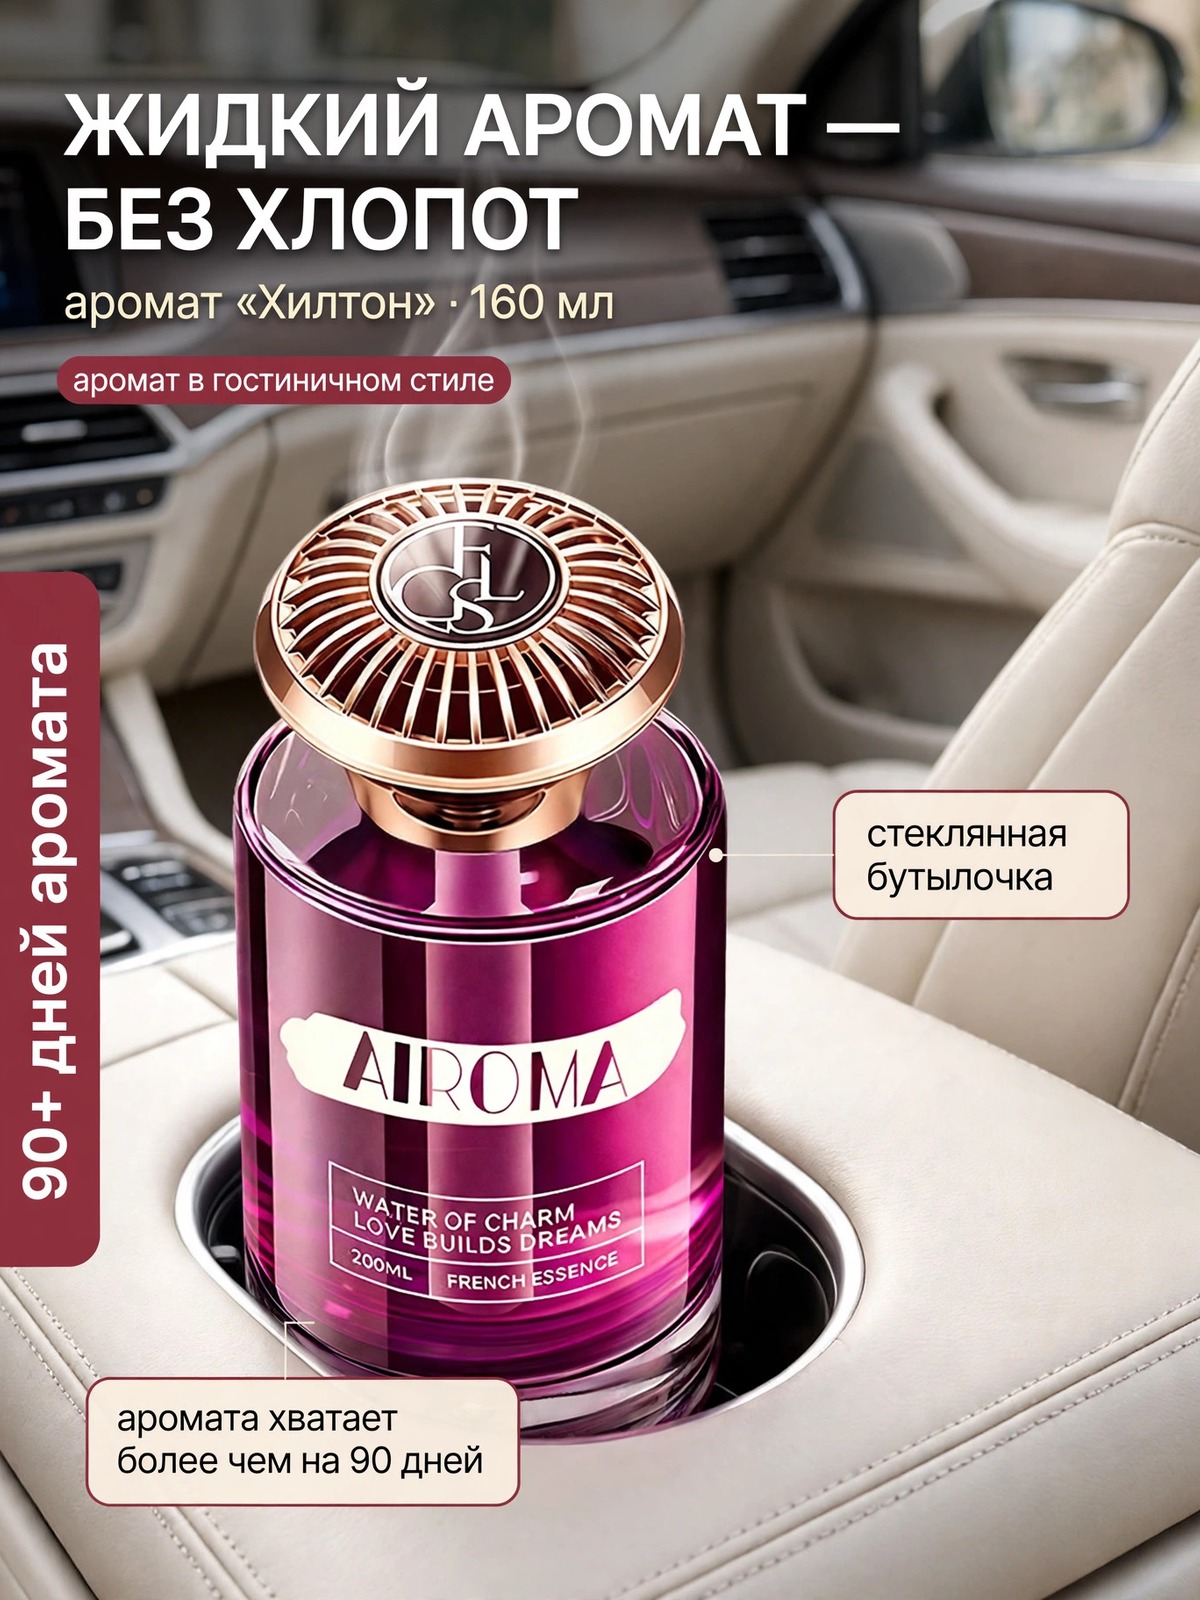 ЖИДКИЙ АРОМАТ —
БЕЗ ХЛОПОТ
аромат «Хилтон» · 160 мл
аромат в гостиничном стиле
90+ дней аромата
стеклянная
бутылочка
AIROMA
WATER OF CHARM
LOVE BUILDS DREAMS
200ML FRENCH ESSENCE
аромата хватает
более чем на 90 дней